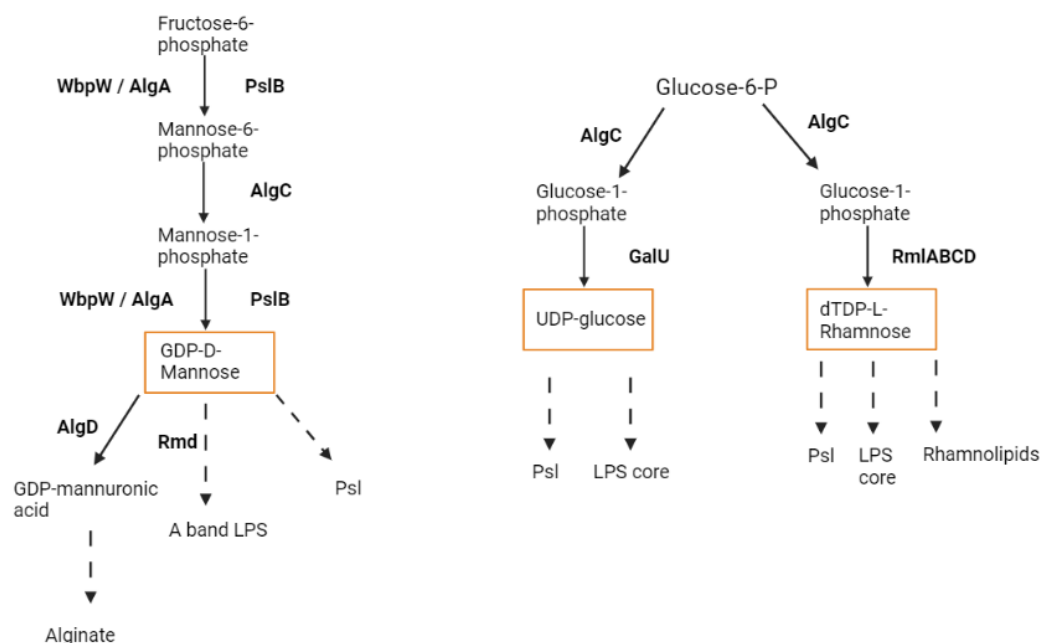 Fructose-6-
phosphate
WbpW / AlgA
PslB
Mannose-6-
phosphate
AlgC
Mannose-1-
phosphate
WbpW / AlgA
PslB
GDP-D-
Mannose
AlgD
Rmd
GDP-mannuronic
acid
A band LPS
Psl
Alginate
Glucose-6-P
AlgC
AlgC
Glucose-1-
phosphate
Glucose-1-
phosphate
GalU
RmlABCD
UDP-glucose
dTDP-L-
Rhamnose
Psl
LPS core
Psl
LPS
core
Rhamnolipids